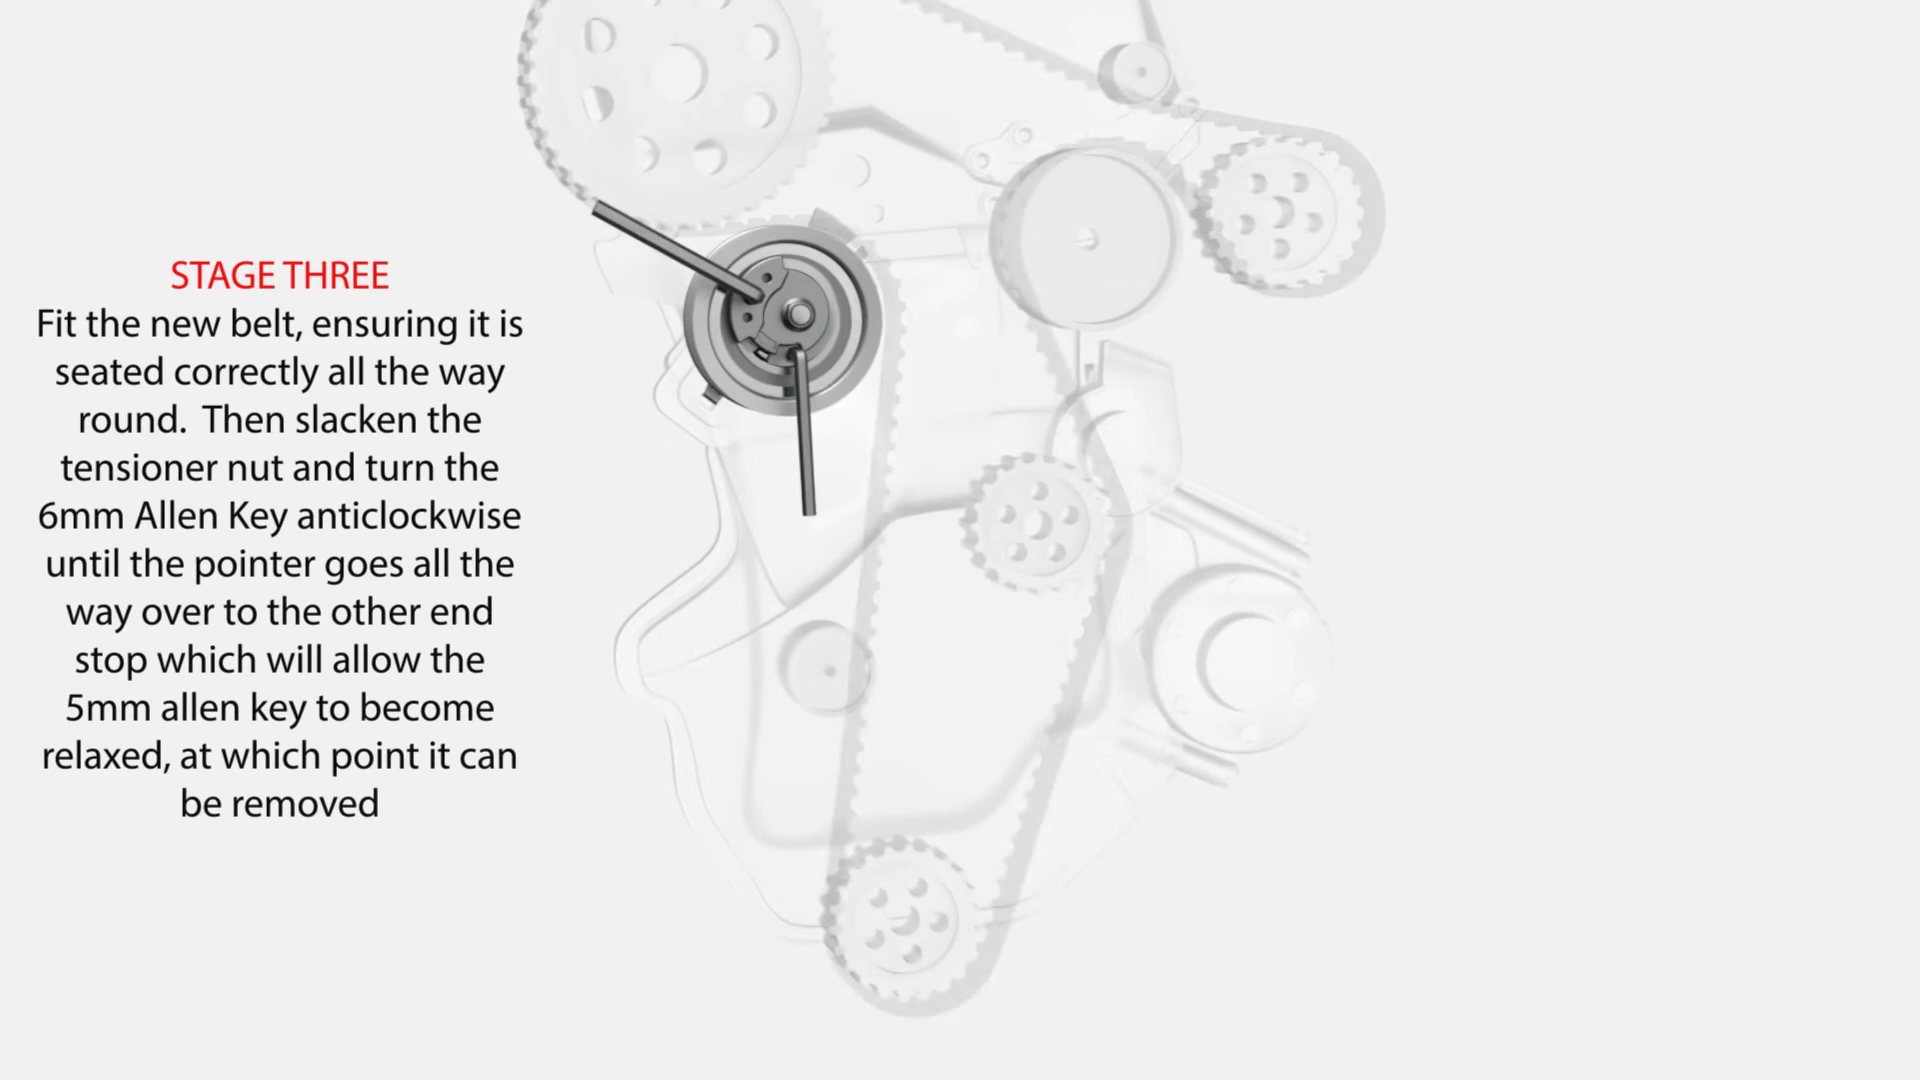 STAGE THREE
Fit the new belt, ensuring it is
seated correctly all the way
round.  Then slacken the
tensioner nut and turn the
6mm Allen Key anticlockwise
until the pointer goes all the
way over to the other end
stop which will allow the
5mm allen key to become
relaxed, at which point it can
be removed